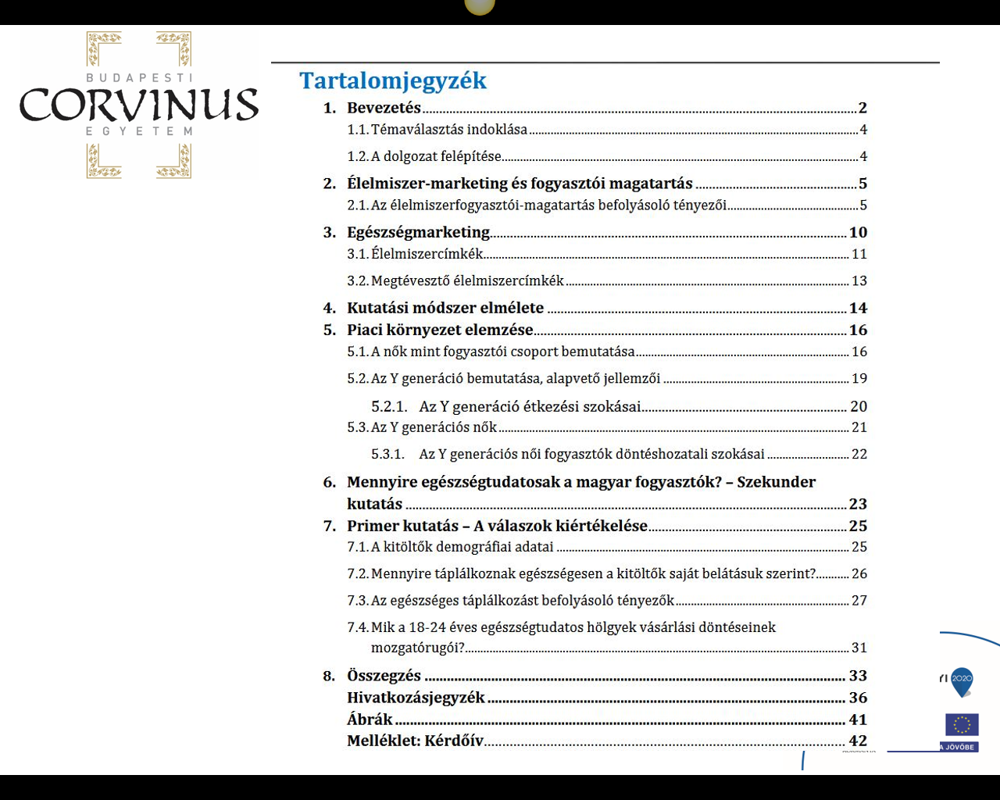 BUDAPESTI
CORVINUS
EGYETEM
Tartalomjegyzék
1. Bevezetés 2
1.1. Témaválasztás indoklása 4
1.2. A dolgozat felépítése 4
2. Élelmiszer-marketing és fogyasztói magatartás 5
2.1. Az élelmiszerfogyasztói-magatartás befolyásoló tényezői 5
3. Egészségmarketing 10
3.1. Élelmiszercímkék 11
3.2. Megtévesztő élelmiszercímkék 13
4. Kutatási módszer elmélete 14
5. Piaci környezet elemzése 16
5.1. A nők mint fogyasztói csoport bemutatása 16
5.2. Az Y generáció bemutatása, alapvető jellemzői 19
5.2.1. Az Y generáció étkezési szokásai 20
5.3. Az Y generációs nők 21
5.3.1. Az Y generációs női fogyasztók döntéshozatali szokásai 22
6. Mennyire egészségtudatosak a magyar fogyasztók? – Szekunder
kutatás 23
7. Primer kutatás – A válaszok kiértékelése 25
7.1. A kitöltők demográfiai adatai 25
7.2. Mennyire táplálkoznak egészségesen a kitöltők saját belátásuk szerint? 26
7.3. Az egészséges táplálkozást befolyásoló tényezők 27
7.4. Mik a 18-24 éves egészségtudatos hölgyek vásárlási döntéseinek
mozgatórugói? 31
8. Összegzés 33
Hivatkozásjegyzék 36
Ábrák 41
Melléklet: Kérdőív 42
YI 2020
A JÖVŐBE